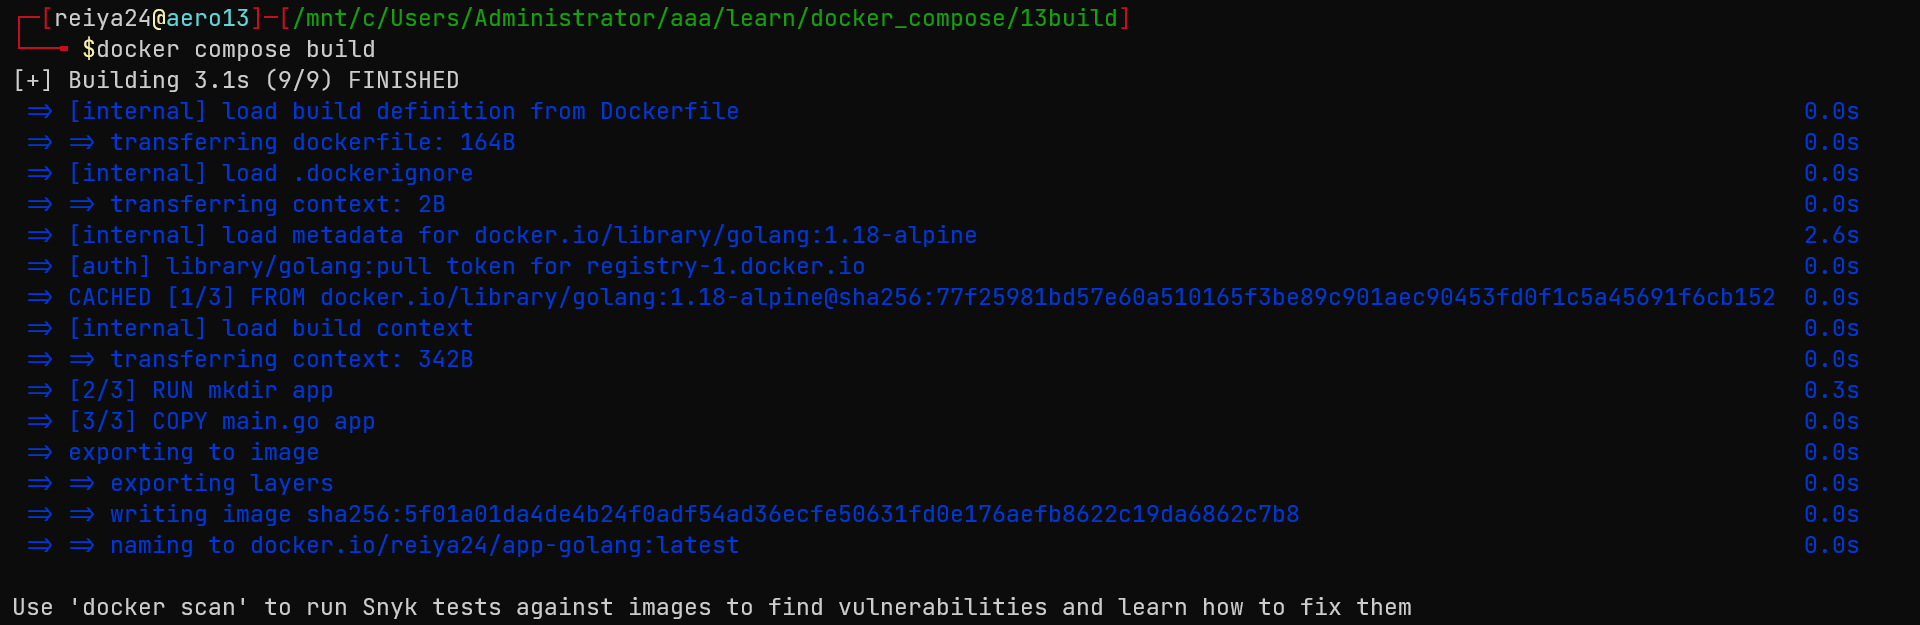 [reiya24@aero13]-[/mnt/c/Users/Administrator/aaa/learn/docker_compose/13build]
$docker compose build
[+] Building 3.1s (9/9) FINISHED
=> [internal] load build definition from Dockerfile 0.0s
=> => transferring dockerfile: 164B 0.0s
=> [internal] load .dockerignore 0.0s
=> => transferring context: 2B 0.0s
=> [internal] load metadata for docker.io/library/golang:1.18-alpine 2.6s
=> [auth] library/golang:pull token for registry-1.docker.io 0.0s
=> CACHED [1/3] FROM docker.io/library/golang:1.18-alpine@sha256:77f25981bd57e60a510165f3be89c901aec90453fd0f1c5a45691f6cb152 0.0s
=> [internal] load build context 0.0s
=> => transferring context: 342B 0.0s
=> [2/3] RUN mkdir app 0.3s
=> [3/3] COPY main.go app 0.0s
=> exporting to image 0.0s
=> => exporting layers 0.0s
=> => writing image sha256:5f01a01da4de4b24f0adf54ad36ecfe50631fd0e176aefb8622c19da6862c7b8 0.0s
=> => naming to docker.io/reiya24/app-golang:latest 0.0s
Use 'docker scan' to run Snyk tests against images to find vulnerabilities and learn how to fix them